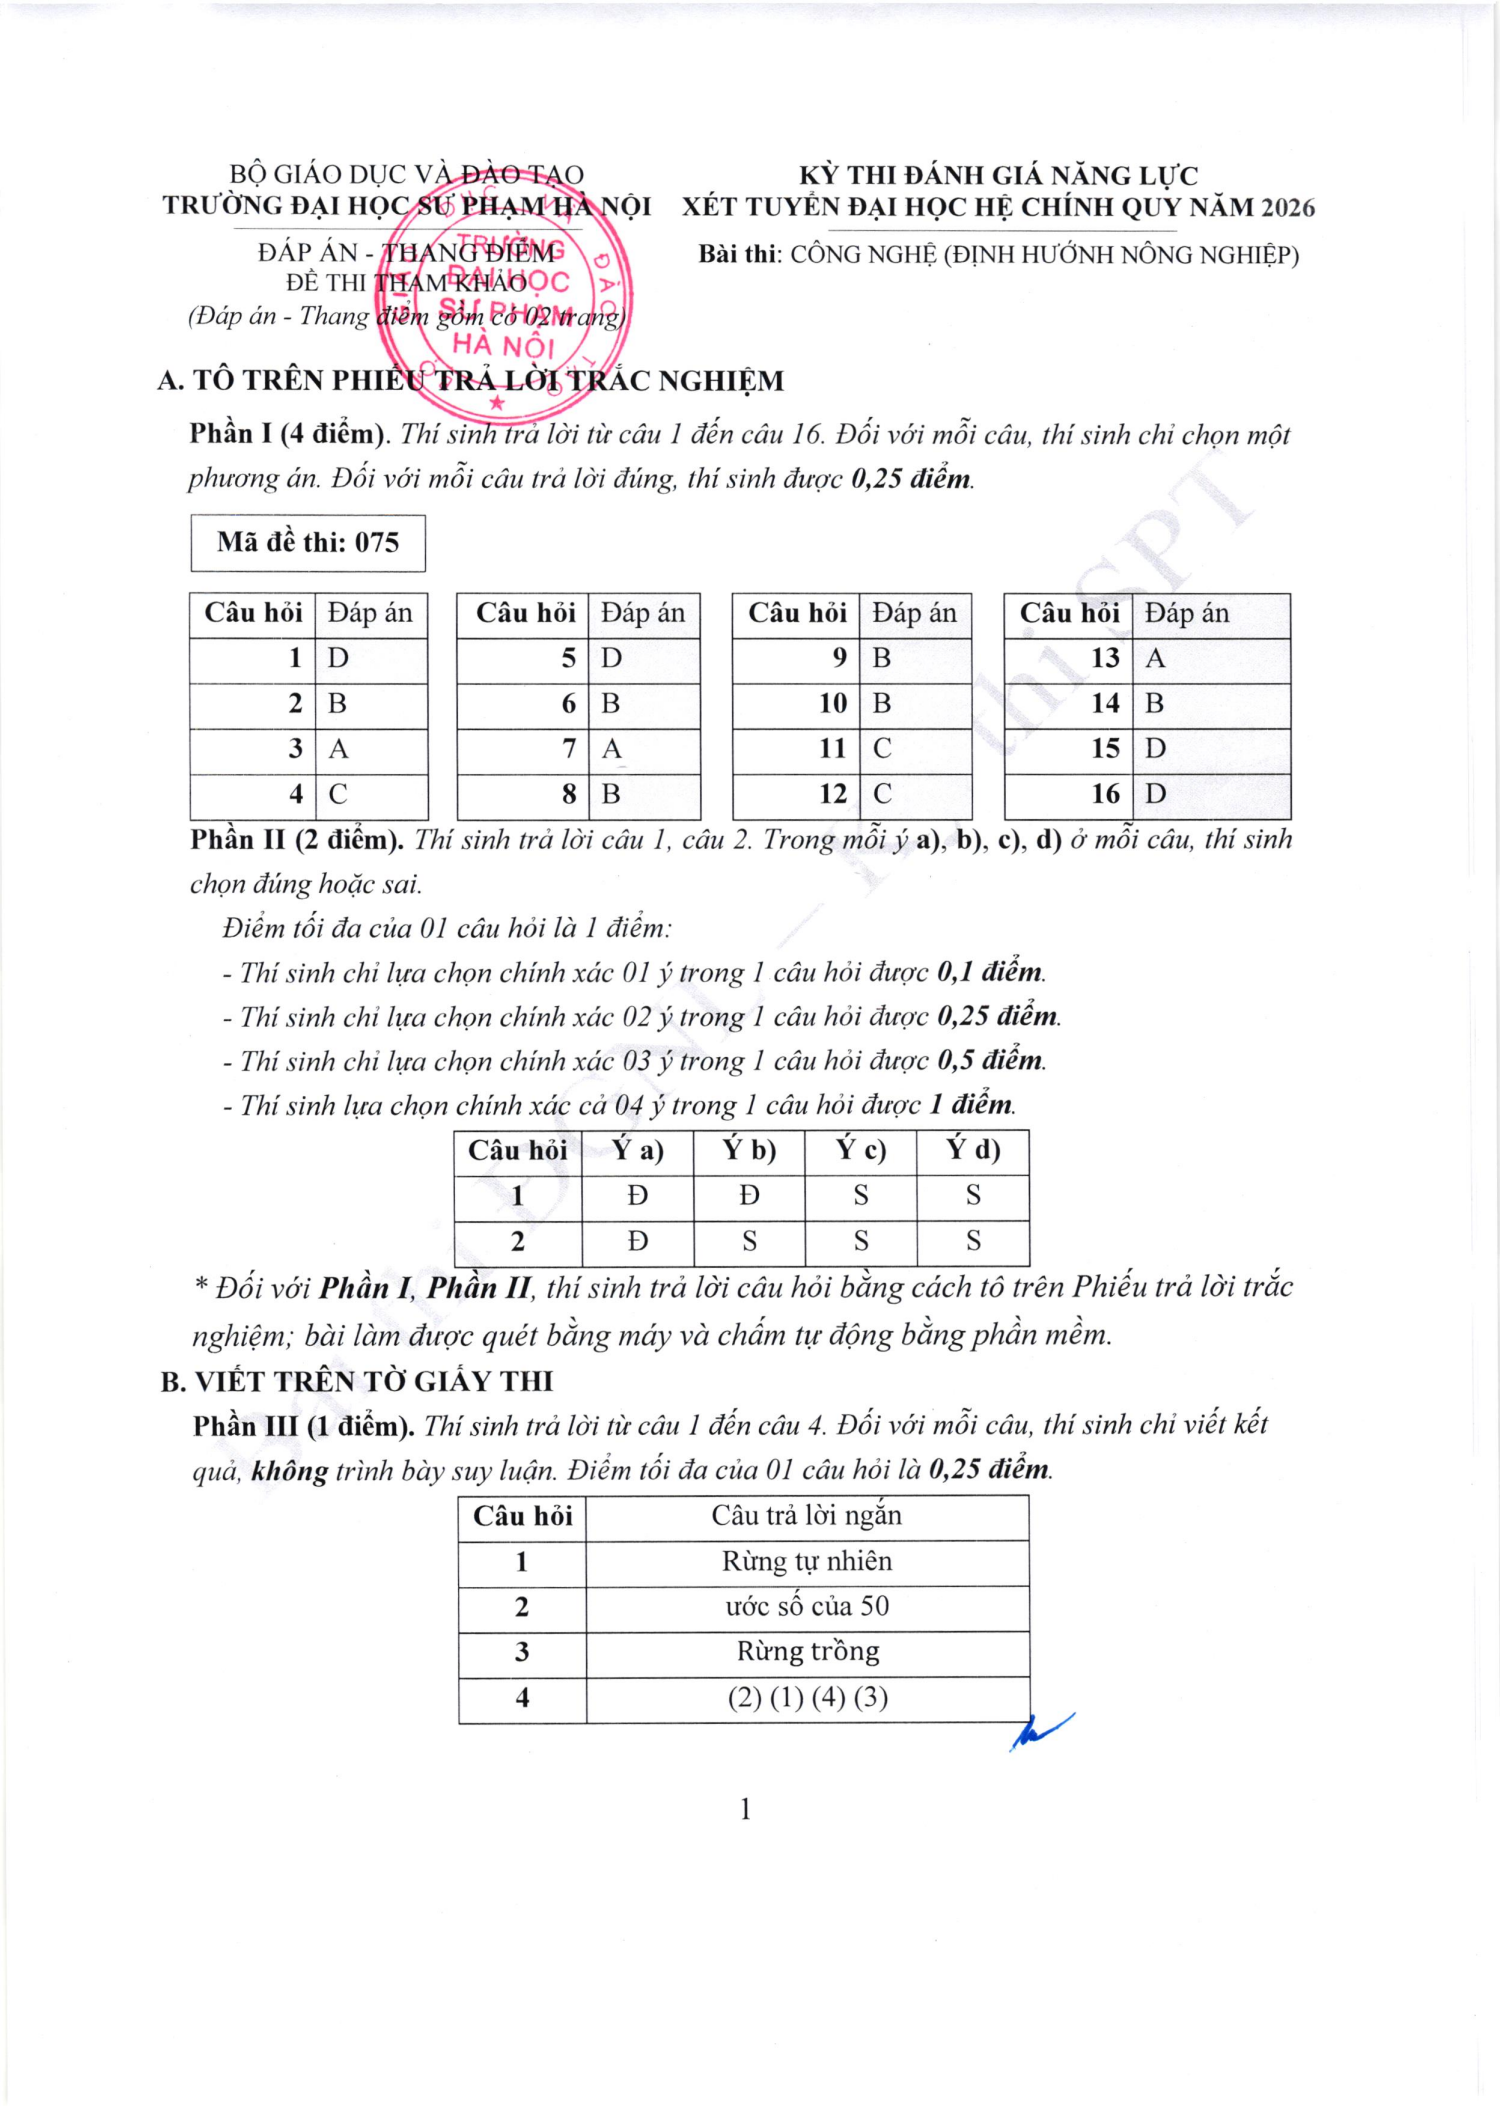 BỘ GIÁO DỤC VÀ ĐÀO TẠO
TRƯỜNG ĐẠI HỌC SƯ PHẠM HÀ NỘI
ĐÁP ÁN - THANG ĐIỂM
ĐỀ THI THAM KHẢO
(Đáp án - Thang điểm gồm có 02 trang)
KỲ THI ĐÁNH GIÁ NĂNG LỰC
XÉT TUYỂN ĐẠI HỌC HỆ CHÍNH QUY NĂM 2026
Bài thi: CÔNG NGHỆ (ĐỊNH HƯỚNH NÔNG NGHIỆP)
BỘ GIÁO DỤC VÀ ĐÀO TẠO
TRƯỜNG
ĐẠI HỌC
SƯ PHẠM
HÀ NỘI
A. TÔ TRÊN PHIẾU TRẢ LỜI TRẮC NGHIỆM
Phần I (4 điểm). Thí sinh trả lời từ câu 1 đến câu 16. Đối với mỗi câu, thí sinh chỉ chọn một
phương án. Đối với mỗi câu trả lời đúng, thí sinh được 0,25 điểm.
Mã đề thi: 075
Câu hỏi Đáp án Câu hỏi Đáp án Câu hỏi Đáp án Câu hỏi Đáp án
1 D 5 D 9 B 13 A
2 B 6 B 10 B 14 B
3 A 7 A 11 C 15 D
4 C 8 B 12 C 16 D
Phần II (2 điểm). Thí sinh trả lời câu 1, câu 2. Trong mỗi ý a), b), c), d) ở mỗi câu, thí sinh
chọn đúng hoặc sai.
Điểm tối đa của 01 câu hỏi là 1 điểm:
- Thí sinh chỉ lựa chọn chính xác 01 ý trong 1 câu hỏi được 0,1 điểm.
- Thí sinh chỉ lựa chọn chính xác 02 ý trong 1 câu hỏi được 0,25 điểm.
- Thí sinh chỉ lựa chọn chính xác 03 ý trong 1 câu hỏi được 0,5 điểm.
- Thí sinh lựa chọn chính xác cả 04 ý trong 1 câu hỏi được 1 điểm.
Câu hỏi Ý a) Ý b) Ý c) Ý d)
1 Đ Đ S S
2 Đ S S S
* Đối với Phần I, Phần II, thí sinh trả lời câu hỏi bằng cách tô trên Phiếu trả lời trắc
nghiệm; bài làm được quét bằng máy và chấm tự động bằng phần mềm.
B. VIẾT TRÊN TỜ GIẤY THI
Phần III (1 điểm). Thí sinh trả lời từ câu 1 đến câu 4. Đối với mỗi câu, thí sinh chỉ viết kết
quả, không trình bày suy luận. Điểm tối đa của 01 câu hỏi là 0,25 điểm.
Câu hỏi Câu trả lời ngắn
1 Rừng tự nhiên
2 ước số của 50
3 Rừng trồng
4 (2) (1) (4) (3)
1